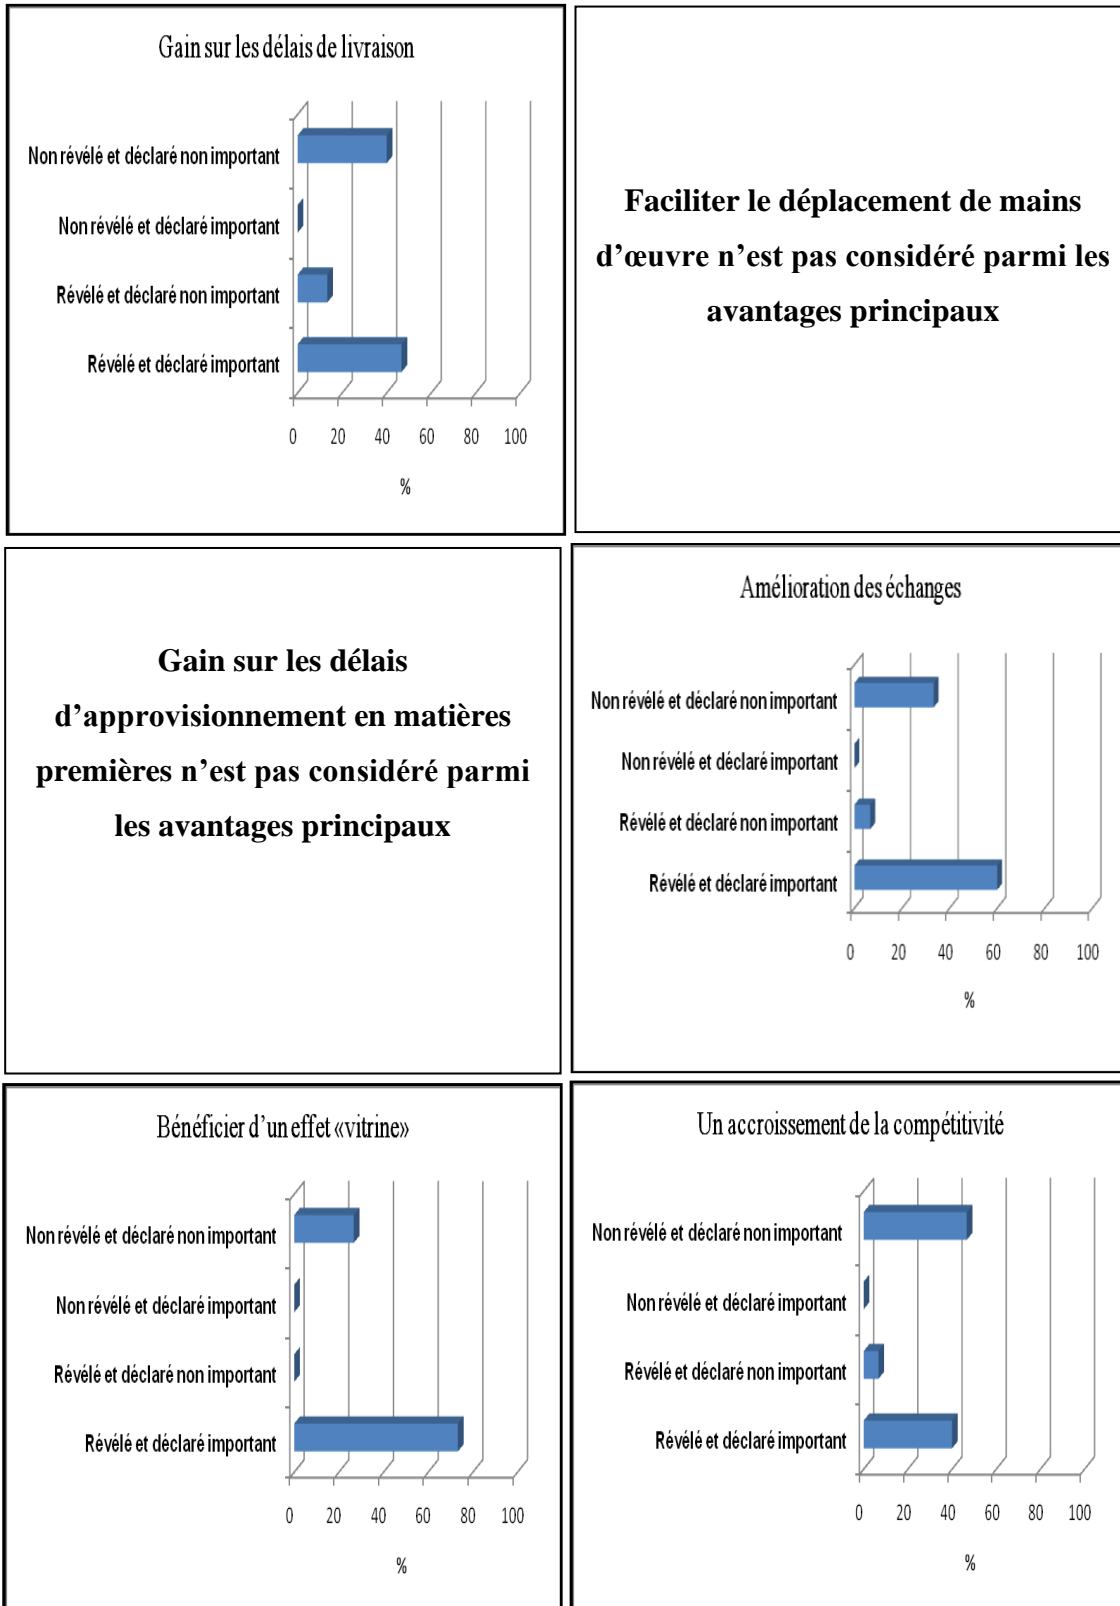 Gain sur les délais de livraison
Non révélé et déclaré non important
Non révélé et déclaré important
Révélé et déclaré non important
Révélé et déclaré important
0 20 40 60 80 100
%
Faciliter le déplacement de mains
d’œuvre n’est pas considéré parmi les
avantages principaux
Gain sur les délais
d’approvisionnement en matières
premières n’est pas considéré parmi
les avantages principaux
Amélioration des échanges
Non révélé et déclaré non important
Non révélé et déclaré important
Révélé et déclaré non important
Révélé et déclaré important
0 20 40 60 80 100
%
Bénéficier d’un effet «vitrine»
Non révélé et déclaré non important
Non révélé et déclaré important
Révélé et déclaré non important
Révélé et déclaré important
0 20 40 60 80 100
%
Un accroissement de la compétitivité
Non révélé et déclaré non important
Non révélé et déclaré important
Révélé et déclaré non important
Révélé et déclaré important
0 20 40 60 80 100
%